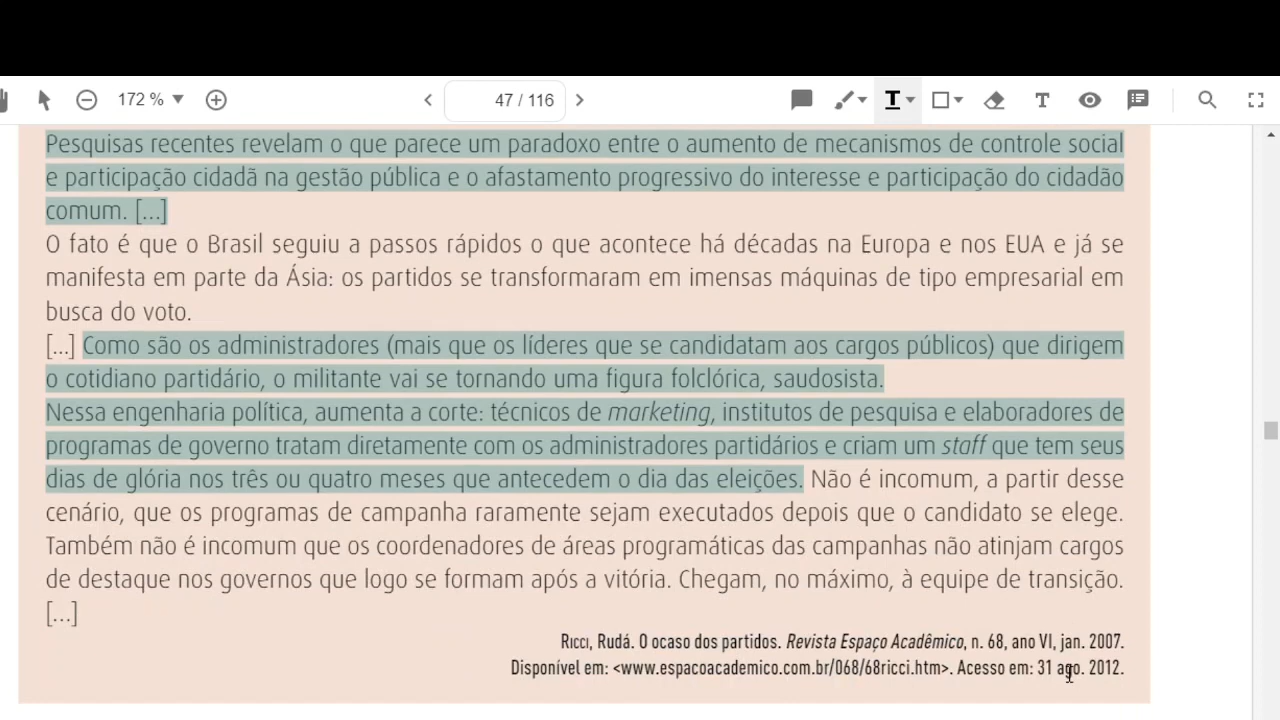 172 %
47 / 116
Pesquisas recentes revelam o que parece um paradoxo entre o aumento de mecanismos de controle social
e participação cidadã na gestão pública e o afastamento progressivo do interesse e participação do cidadão
comum. [...]
O fato é que o Brasil seguiu a passos rápidos o que acontece há décadas na Europa e nos EUA e já se
manifesta em parte da Ásia: os partidos se transformaram em imensas máquinas de tipo empresarial em
busca do voto.
[...] Como são os administradores (mais que os líderes que se candidatam aos cargos públicos) que dirigem
o cotidiano partidário, o militante vai se tornando uma figura folclórica, saudosista.
Nessa engenharia política, aumenta a corte: técnicos de marketing, institutos de pesquisa e elaboradores de
programas de governo tratam diretamente com os administradores partidários e criam um staff que tem seus
dias de glória nos três ou quatro meses que antecedem o dia das eleições. Não é incomum, a partir desse
cenário, que os programas de campanha raramente sejam executados depois que o candidato se elege.
Também não é incomum que os coordenadores de áreas programáticas das campanhas não atinjam cargos
de destaque nos governos que logo se formam após a vitória. Chegam, no máximo, à equipe de transição.
[...]
Ricci, Rudá. O ocaso dos partidos. Revista Espaço Acadêmico, n. 68, ano VI, jan. 2007.
Disponível em: <www.espacoacademico.com.br/068/68ricci.htm>. Acesso em: 31 ago. 2012.